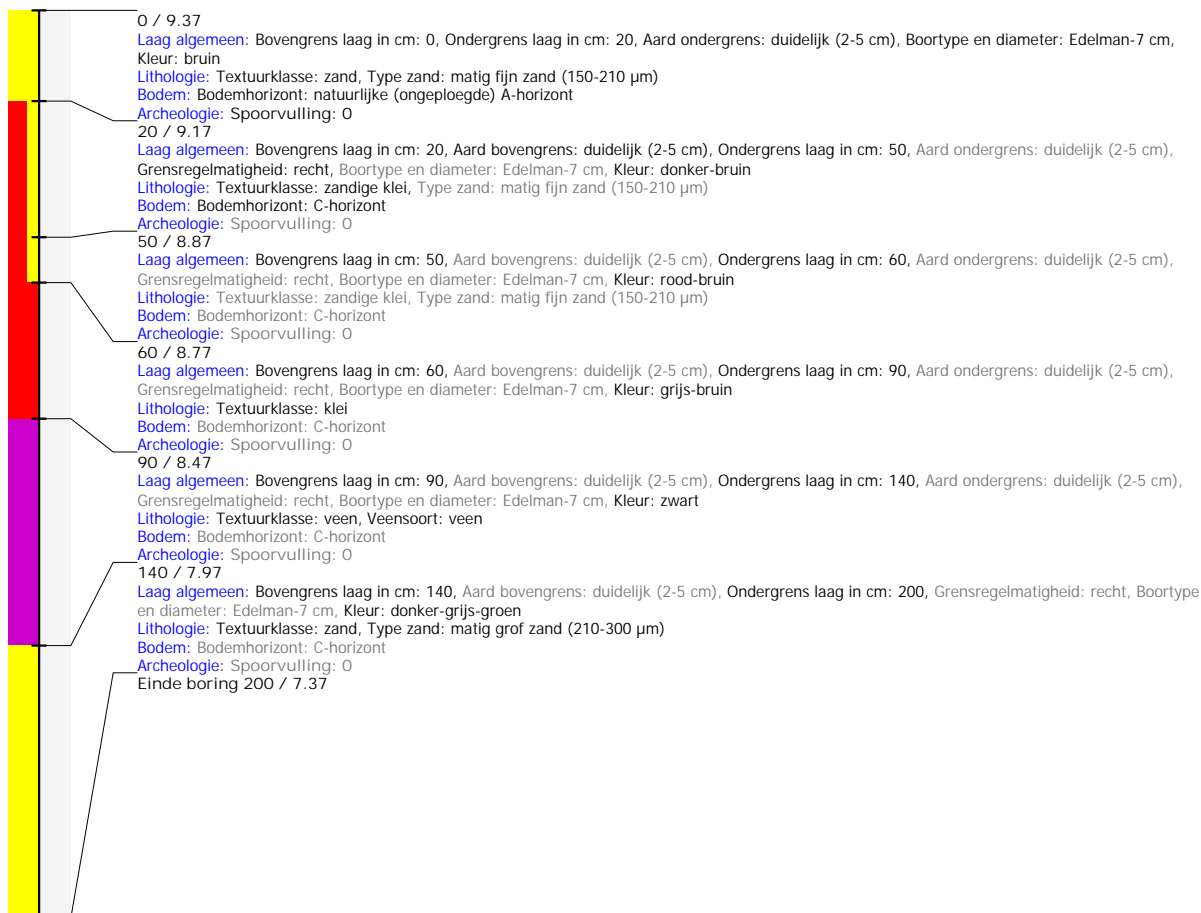 0 / 9.37
Laag algemeen: Bovengrens laag in cm: 0, Ondergrens laag in cm: 20, Aard ondergrens: duidelijk (2-5 cm), Boortype en diameter: Edelman-7 cm,
Kleur: bruin
Lithologie: Textuurklasse: zand, Type zand: matig fijn zand (150-210 µm)
Bodem: Bodemhorizont: natuurlijke (ongeploegde) A-horizont
Archeologie: Spoorvulling: 0
20 / 9.17
Laag algemeen: Bovengrens laag in cm: 20, Aard bovengrens: duidelijk (2-5 cm), Ondergrens laag in cm: 50, Aard ondergrens: duidelijk (2-5 cm),
Grensregelmatigheid: recht, Boortype en diameter: Edelman-7 cm, Kleur: donker-bruin
Lithologie: Textuurklasse: zandige klei, Type zand: matig fijn zand (150-210 µm)
Bodem: Bodemhorizont: C-horizont
Archeologie: Spoorvulling: 0
50 / 8.87
Laag algemeen: Bovengrens laag in cm: 50, Aard bovengrens: duidelijk (2-5 cm), Ondergrens laag in cm: 60, Aard ondergrens: duidelijk (2-5 cm),
Grensregelmatigheid: recht, Boortype en diameter: Edelman-7 cm, Kleur: rood-bruin
Lithologie: Textuurklasse: zandige klei, Type zand: matig fijn zand (150-210 µm)
Bodem: Bodemhorizont: C-horizont
Archeologie: Spoorvulling: 0
60 / 8.77
Laag algemeen: Bovengrens laag in cm: 60, Aard bovengrens: duidelijk (2-5 cm), Ondergrens laag in cm: 90, Aard ondergrens: duidelijk (2-5 cm),
Grensregelmatigheid: recht, Boortype en diameter: Edelman-7 cm, Kleur: grijs-bruin
Lithologie: Textuurklasse: klei
Bodem: Bodemhorizont: C-horizont
Archeologie: Spoorvulling: 0
90 / 8.47
Laag algemeen: Bovengrens laag in cm: 90, Aard bovengrens: duidelijk (2-5 cm), Ondergrens laag in cm: 140, Aard ondergrens: duidelijk (2-5 cm),
Grensregelmatigheid: recht, Boortype en diameter: Edelman-7 cm, Kleur: zwart
Lithologie: Textuurklasse: veen, Veensoort: veen
Bodem: Bodemhorizont: C-horizont
Archeologie: Spoorvulling: 0
140 / 7.97
Laag algemeen: Bovengrens laag in cm: 140, Aard bovengrens: duidelijk (2-5 cm), Ondergrens laag in cm: 200, Grensregelmatigheid: recht, Boortype
en diameter: Edelman-7 cm, Kleur: donker-grijs-groen
Lithologie: Textuurklasse: zand, Type zand: matig grof zand (210-300 µm)
Bodem: Bodemhorizont: C-horizont
Archeologie: Spoorvulling: 0
Einde boring 200 / 7.37